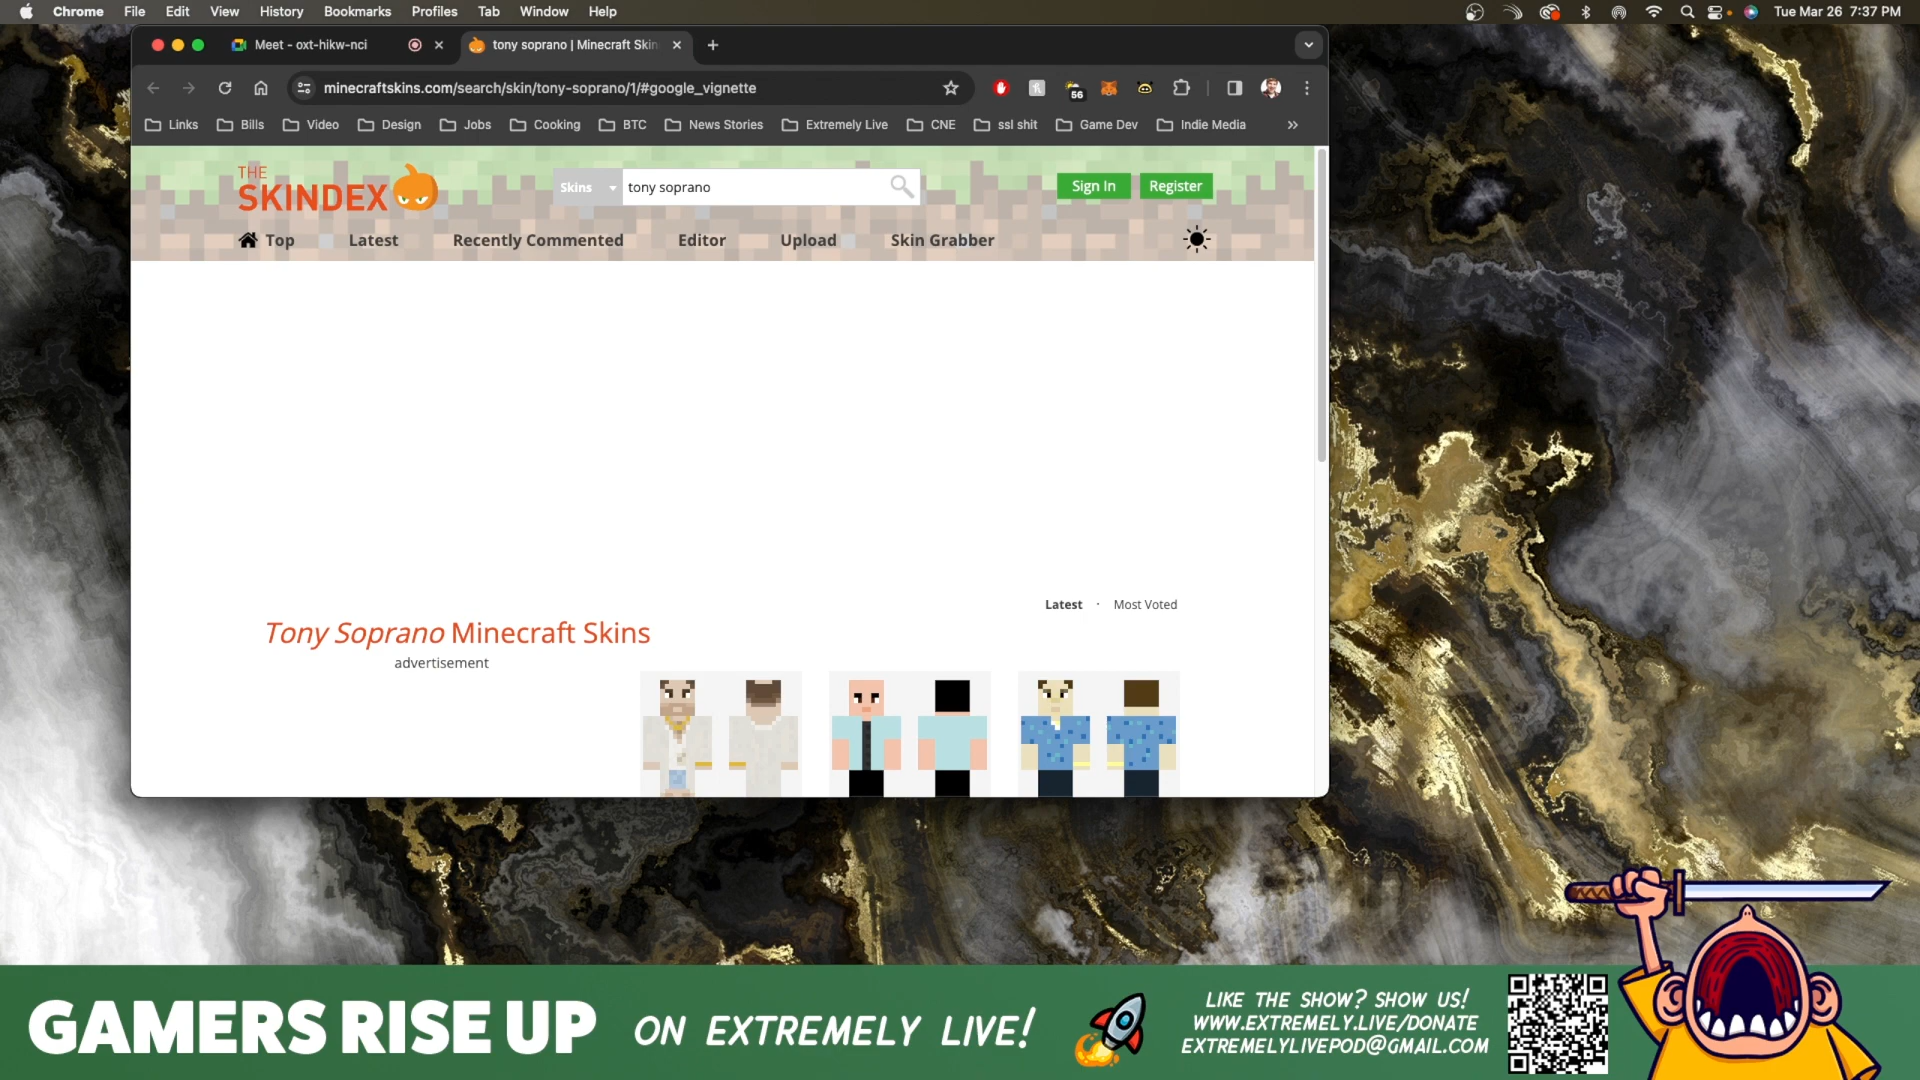 Chrome File Edit View History Bookmarks Profiles Tab Window Help
56 Tue Mar 26 7:37 PM
Meet - oxt-hikw-nci
tony soprano | Minecraft Skin
minecraftskins.com/search/skin/tony-soprano/1/#google_vignette
56
Links Bills Video Design Jobs Cooking BTC News Stories Extremely Live CNE ssl shit Game Dev Indie Media
THE
SKINDEX
Skins tony soprano
Sign In Register
Top Latest Recently Commented Editor Upload Skin Grabber
Latest · Most Voted
Tony Soprano Minecraft Skins
advertisement
GAMERS RISE UP ON EXTREMELY LIVE!
LIKE THE SHOW? SHOW US!
WWW.EXTREMELY.LIVE/DONATE
EXTREMELYLIVEPOD@GMAIL.COM